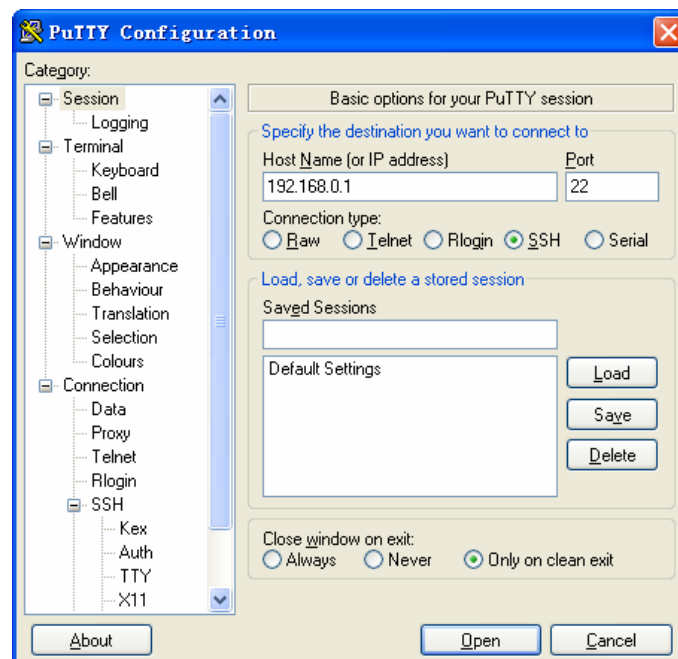 PuTTY Configuration
Category:
Session
Logging
Terminal
Keyboard
Bell
Features
Window
Appearance
Behaviour
Translation
Selection
Colours
Connection
Data
Proxy
Telnet
Rlogin
SSH
Kex
Auth
TTY
X11
Basic options for your PuTTY session
Specify the destination you want to connect to
Host Name (or IP address) Port
192.168.0.1 22
Connection type:
Raw Telnet Rlogin SSH Serial
Load, save or delete a stored session
Saved Sessions
Default Settings
Load
Save
Delete
Close window on exit:
Always Never Only on clean exit
About Open Cancel